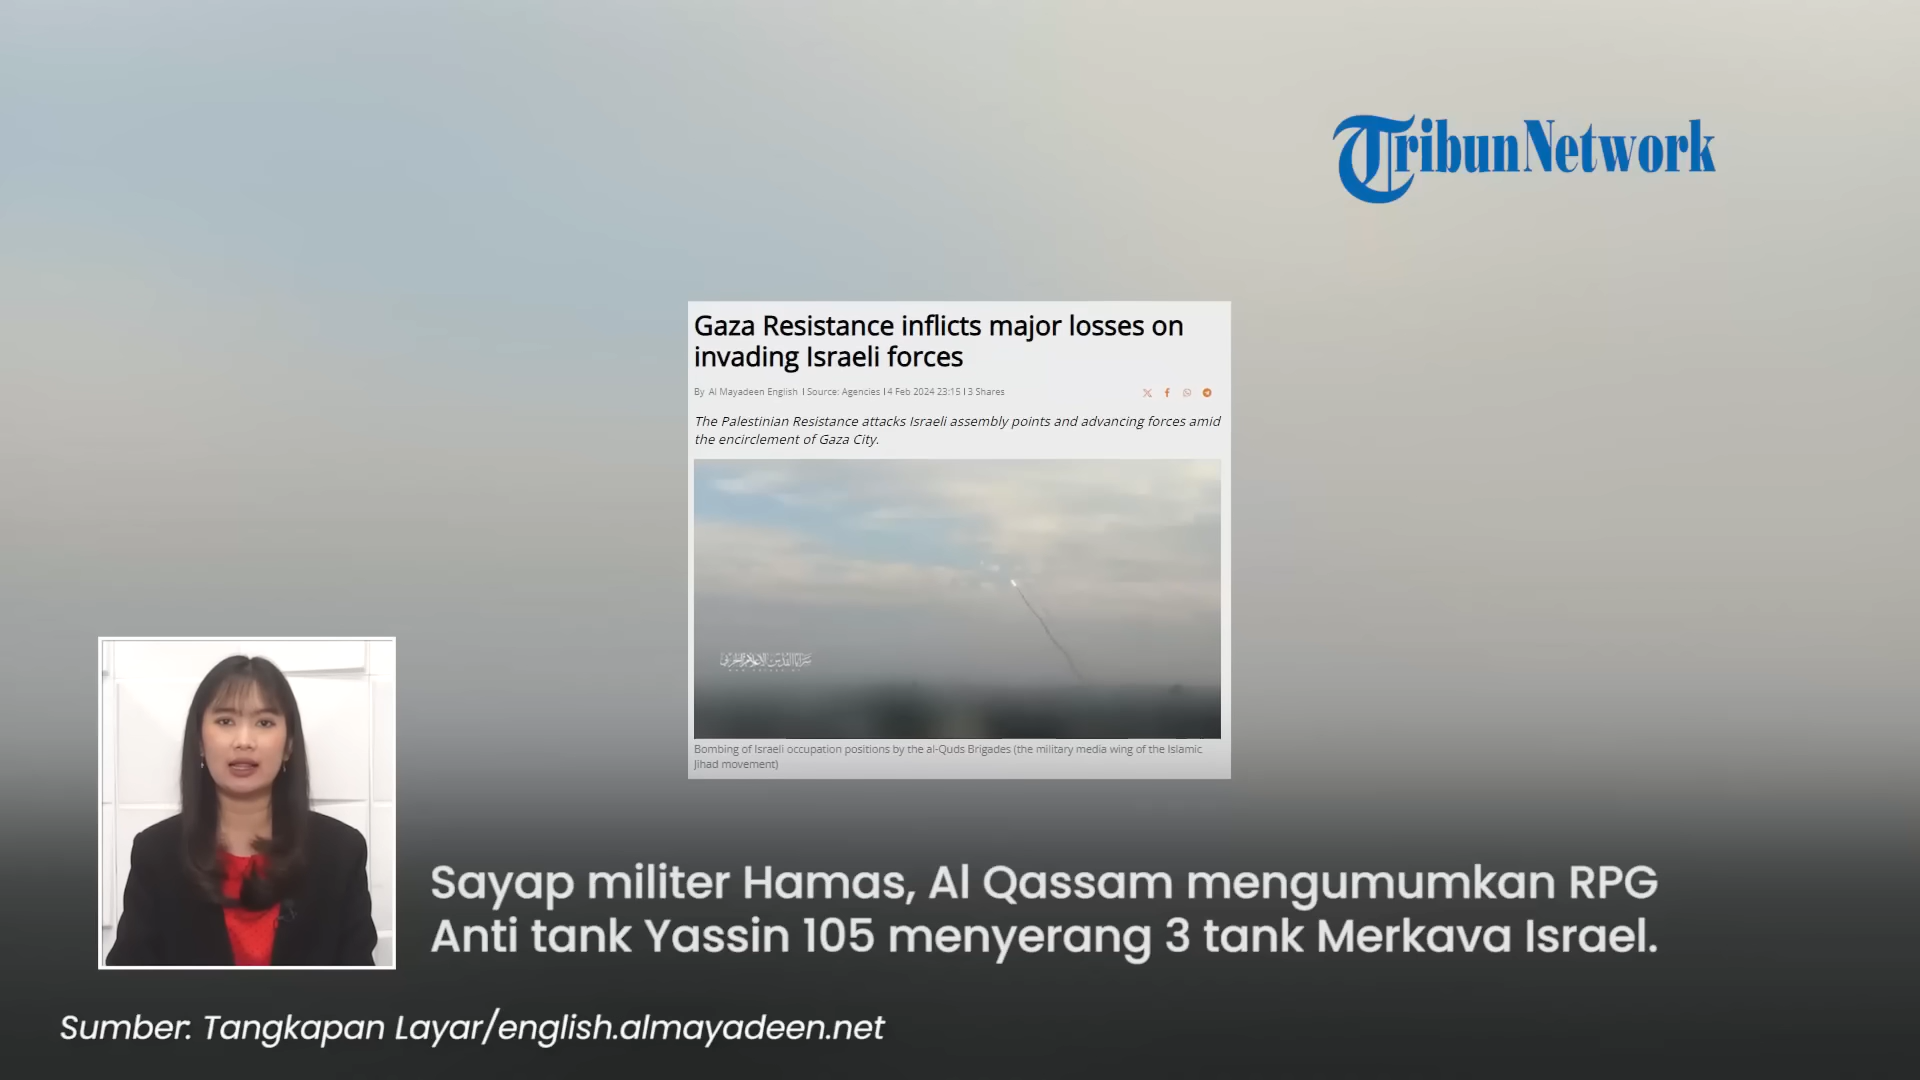 TribunNetwork
Gaza Resistance inflicts major losses on
invading Israeli forces
By Al Mayadeen English | Source: Agencies | 4 Feb 2024 23:15 | 3 Shares
The Palestinian Resistance attacks Israeli assembly points and advancing forces amid
the encirclement of Gaza City.
سرايا القدس الإعلام الحربي
Bombing of Israeli occupation positions by the al-Quds Brigades (the military media wing of the Islamic
Jihad movement)
Sayap militer Hamas, Al Qassam mengumumkan RPG
Anti tank Yassin 105 menyerang 3 tank Merkava Israel.
Sumber: Tangkapan Layar/english.almayadeen.net